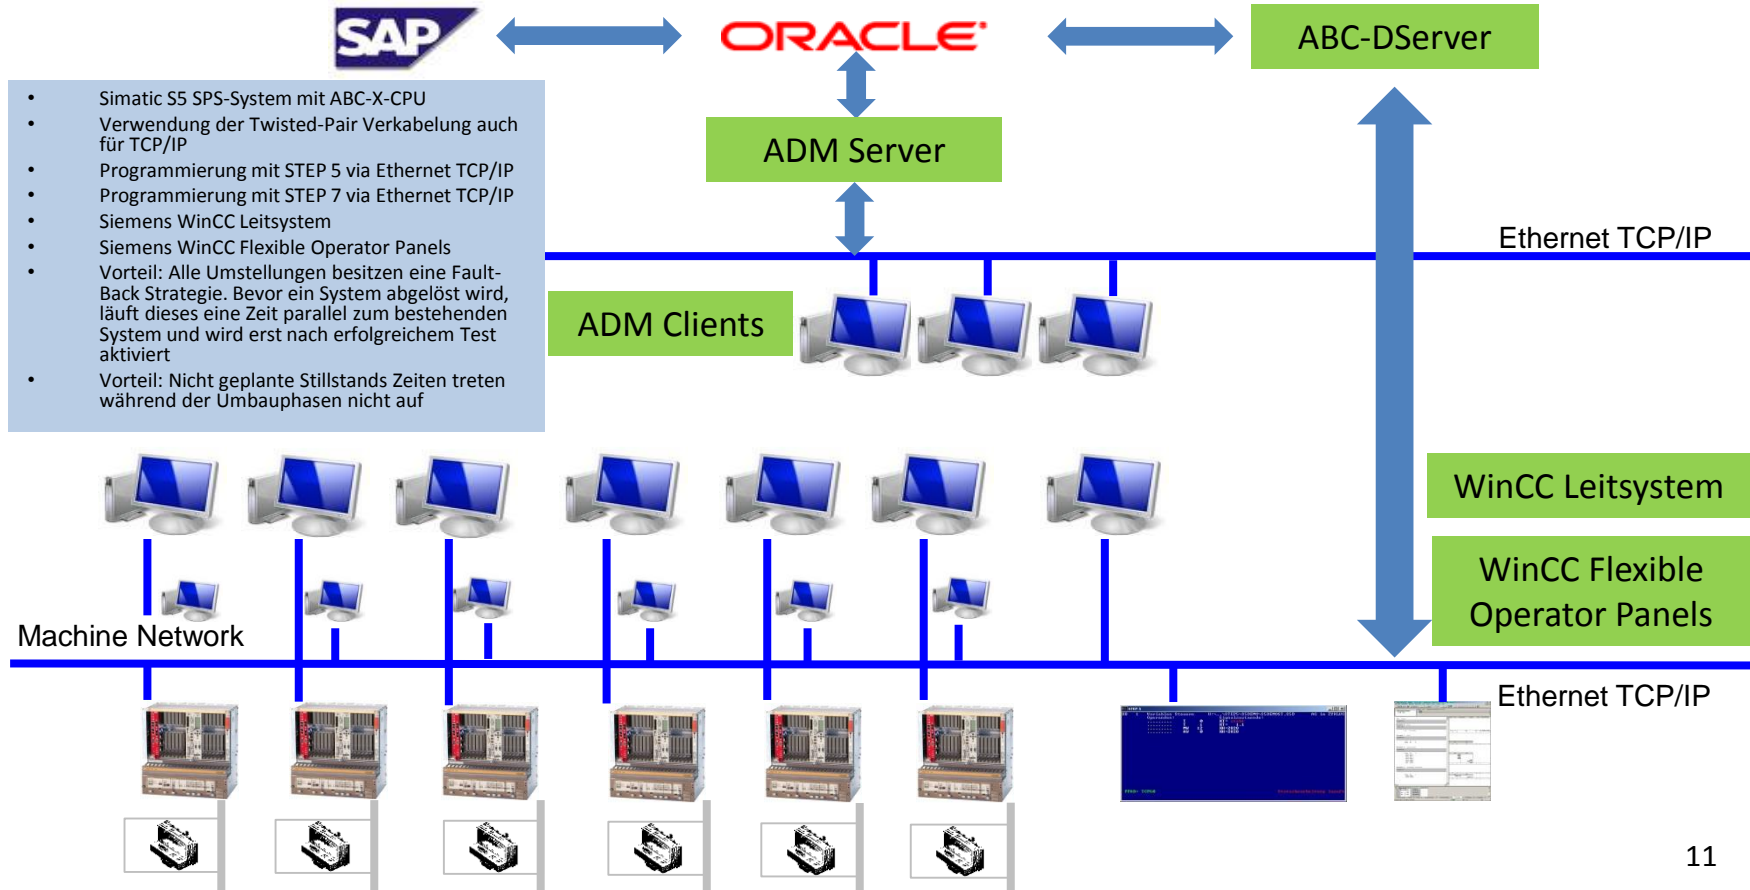 SAP
ORACLE
ABC-DServer
• Simatic S5 SPS-System mit ABC-X-CPU
• Verwendung der Twisted-Pair Verkabelung auch
für TCP/IP
• Programmierung mit STEP 5 via Ethernet TCP/IP
• Programmierung mit STEP 7 via Ethernet TCP/IP
• Siemens WinCC Leitsystem
• Siemens WinCC Flexible Operator Panels
• Vorteil: Alle Umstellungen besitzen eine Fault-
Back Strategie. Bevor ein System abgelöst wird,
läuft dieses eine Zeit parallel zum bestehenden
System und wird erst nach erfolgreichem Test
aktiviert
• Vorteil: Nicht geplante Stillstands Zeiten treten
während der Umbauphasen nicht auf
ADM Server
Ethernet TCP/IP
ADM Clients
WinCC Leitsystem
WinCC Flexible
Operator Panels
Machine Network
Ethernet TCP/IP
11